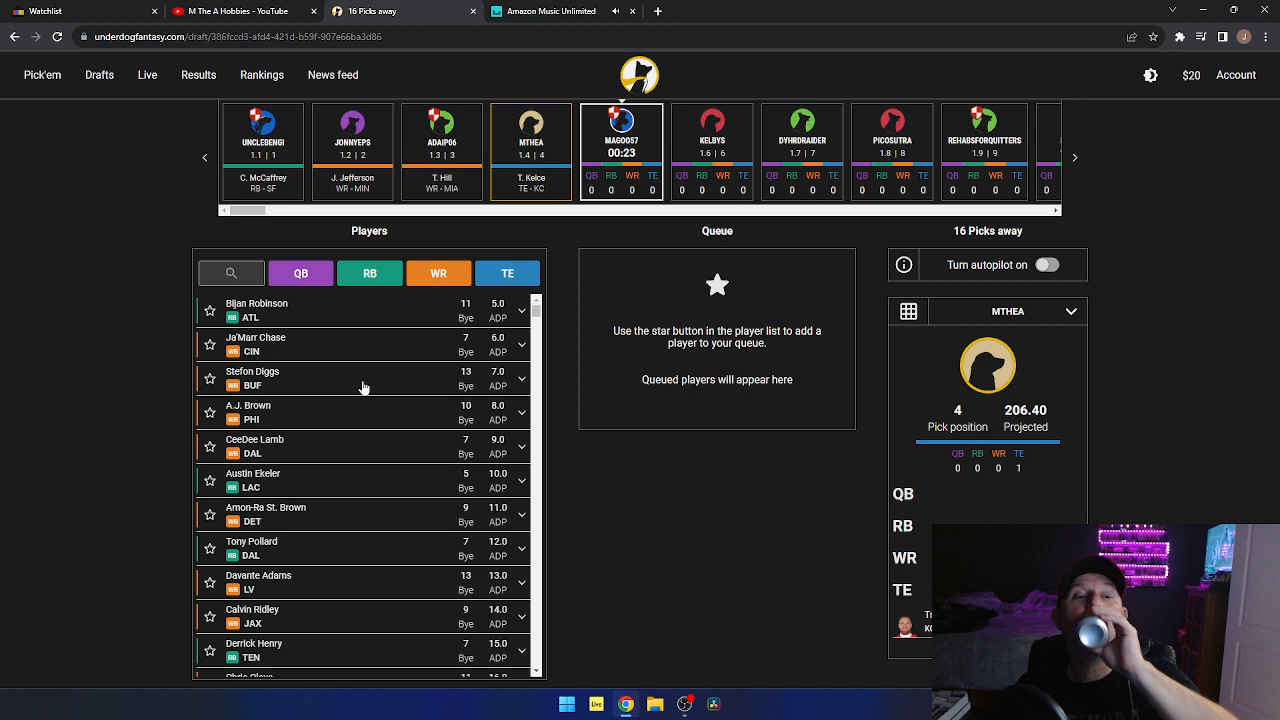 Watchlist
M The A Hobbies - YouTube
16 Picks away
Amazon Music Unlimited
underdogfantasy.com/draft/386fccd3-afd4-421d-b59f-907e66ba3d86
J
Pick'em Drafts Live Results Rankings News feed
$20 Account
UNCLEBENGI JONNYEPS ADAIP06 MTHEA MAGOO57 KELBYS DYHRDRAIDER PICOSUTRA REHABSFORQUITTERS
1.1 | 1 1.2 | 2 1.3 | 3 1.4 | 4 00:23 1.6 | 6 1.7 | 7 1.8 | 8 1.9 | 9
C. McCaffrey J. Jefferson T. Hill T. Kelce QB RB WR TE QB RB WR TE QB RB WR TE QB RB WR TE QB RB WR TE QB
RB - SF WR - MIN WR - MIA TE - KC 0 0 0 0 0 0 0 0 0 0 0 0 0 0 0 0 0 0 0 0 0
Players
QB RB WR TE
Bijan Robinson 11 5.0
RB ATL Bye ADP
Ja'Marr Chase 7 6.0
WR CIN Bye ADP
Stefon Diggs 13 7.0
WR BUF Bye ADP
A.J. Brown 10 8.0
WR PHI Bye ADP
CeeDee Lamb 7 9.0
WR DAL Bye ADP
Austin Ekeler 5 10.0
RB LAC Bye ADP
Amon-Ra St. Brown 9 11.0
WR DET Bye ADP
Tony Pollard 7 12.0
RB DAL Bye ADP
Davante Adams 13 13.0
WR LV Bye ADP
Calvin Ridley 9 14.0
WR JAX Bye ADP
Derrick Henry 7 15.0
RB TEN Bye ADP
Queue
Use the star button in the player list to add a
player to your queue.
Queued players will appear here
16 Picks away
Turn autopilot on
MTHEA
4 206.40
Pick position Projected
QB RB WR TE
0 0 0 1
QB
RB
WR
TE
Live